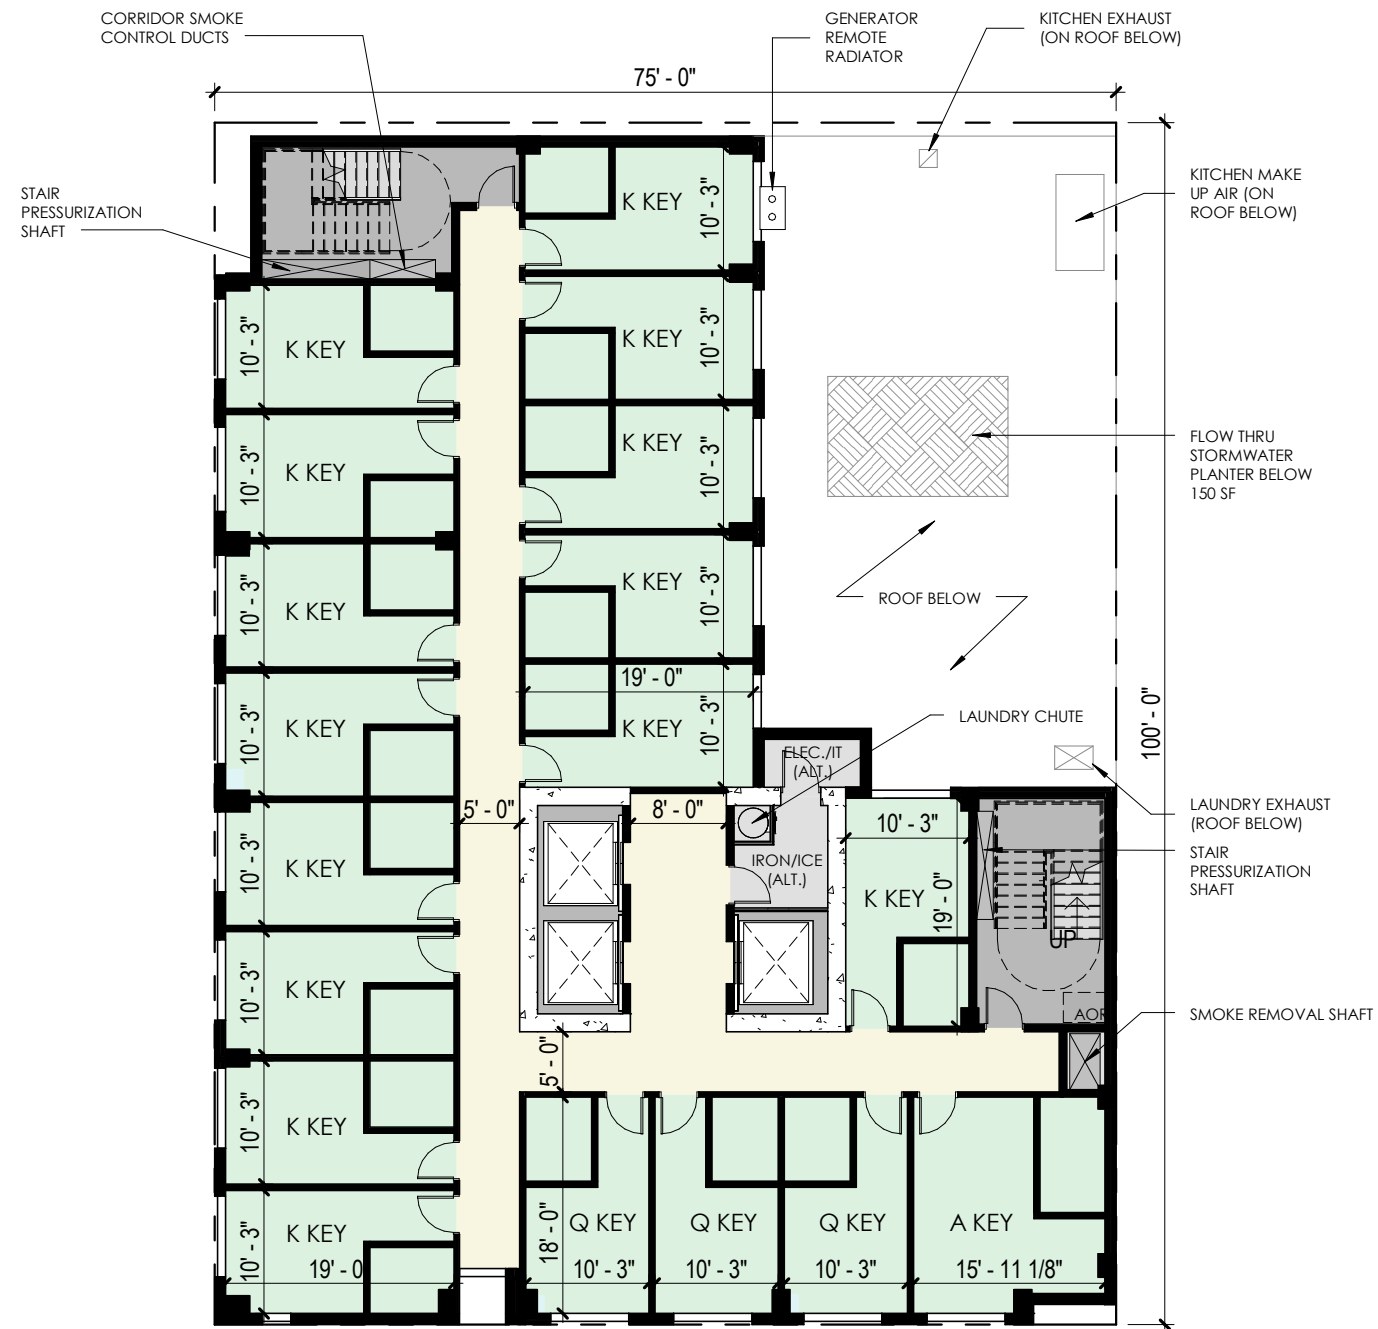 CORRIDOR SMOKE
CONTROL DUCTS
GENERATOR
REMOTE
RADIATOR
KITCHEN EXHAUST
(ON ROOF BELOW)
75' - 0"
STAIR
PRESSURIZATION
SHAFT
KITCHEN MAKE
UP AIR (ON
ROOF BELOW)
K KEY
10' - 3"
K KEY
10' - 3"
10' - 3"
K KEY
K KEY
10' - 3"
10' - 3"
K KEY
FLOW THRU
STORMWATER
PLANTER BELOW
150 SF
K KEY
10' - 3"
10' - 3"
K KEY
ROOF BELOW
19' - 0"
K KEY
10' - 3"
10' - 3"
K KEY
100' - 0"
LAUNDRY CHUTE
ELEC./IT
(ALT.)
5' - 0"
8' - 0"
10' - 3"
LAUNDRY EXHAUST
(ROOF BELOW)
10' - 3"
K KEY
IRON/ICE
(ALT.)
K KEY
19' - 0"
STAIR
PRESSURIZATION
SHAFT
UP
10' - 3"
K KEY
AOR
SMOKE REMOVAL SHAFT
5' - 0"
10' - 3"
K KEY
10' - 3"
K KEY
19' - 0
18' - 0"
Q KEY
Q KEY
Q KEY
A KEY
10' - 3"
10' - 3"
10' - 3"
15' - 11 1/8"